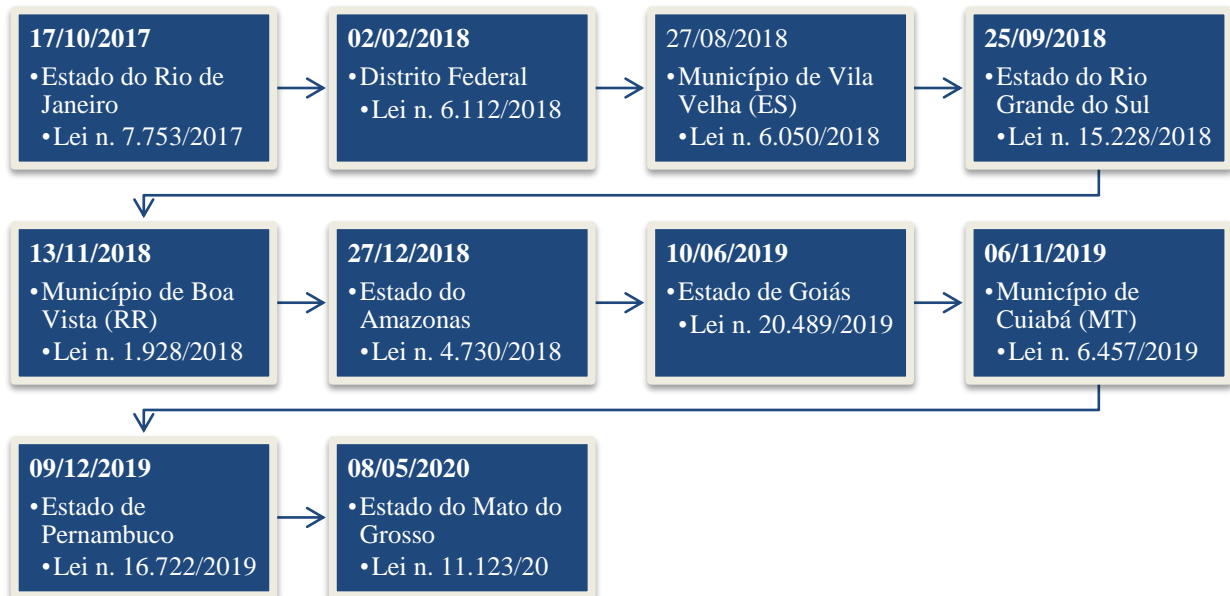 17/10/2017
•Estado do Rio de
Janeiro
•Lei n. 7.753/2017
02/02/2018
•Distrito Federal
•Lei n. 6.112/2018
27/08/2018
•Município de Vila
Velha (ES)
•Lei n. 6.050/2018
25/09/2018
•Estado do Rio
Grande do Sul
•Lei n. 15.228/2018
13/11/2018
•Município de Boa
Vista (RR)
•Lei n. 1.928/2018
27/12/2018
•Estado do
Amazonas
•Lei n. 4.730/2018
10/06/2019
•Estado de Goiás
•Lei n. 20.489/2019
06/11/2019
•Município de
Cuiabá (MT)
•Lei n. 6.457/2019
09/12/2019
•Estado de
Pernambuco
•Lei n. 16.722/2019
08/05/2020
•Estado do Mato do
Grosso
•Lei n. 11.123/20